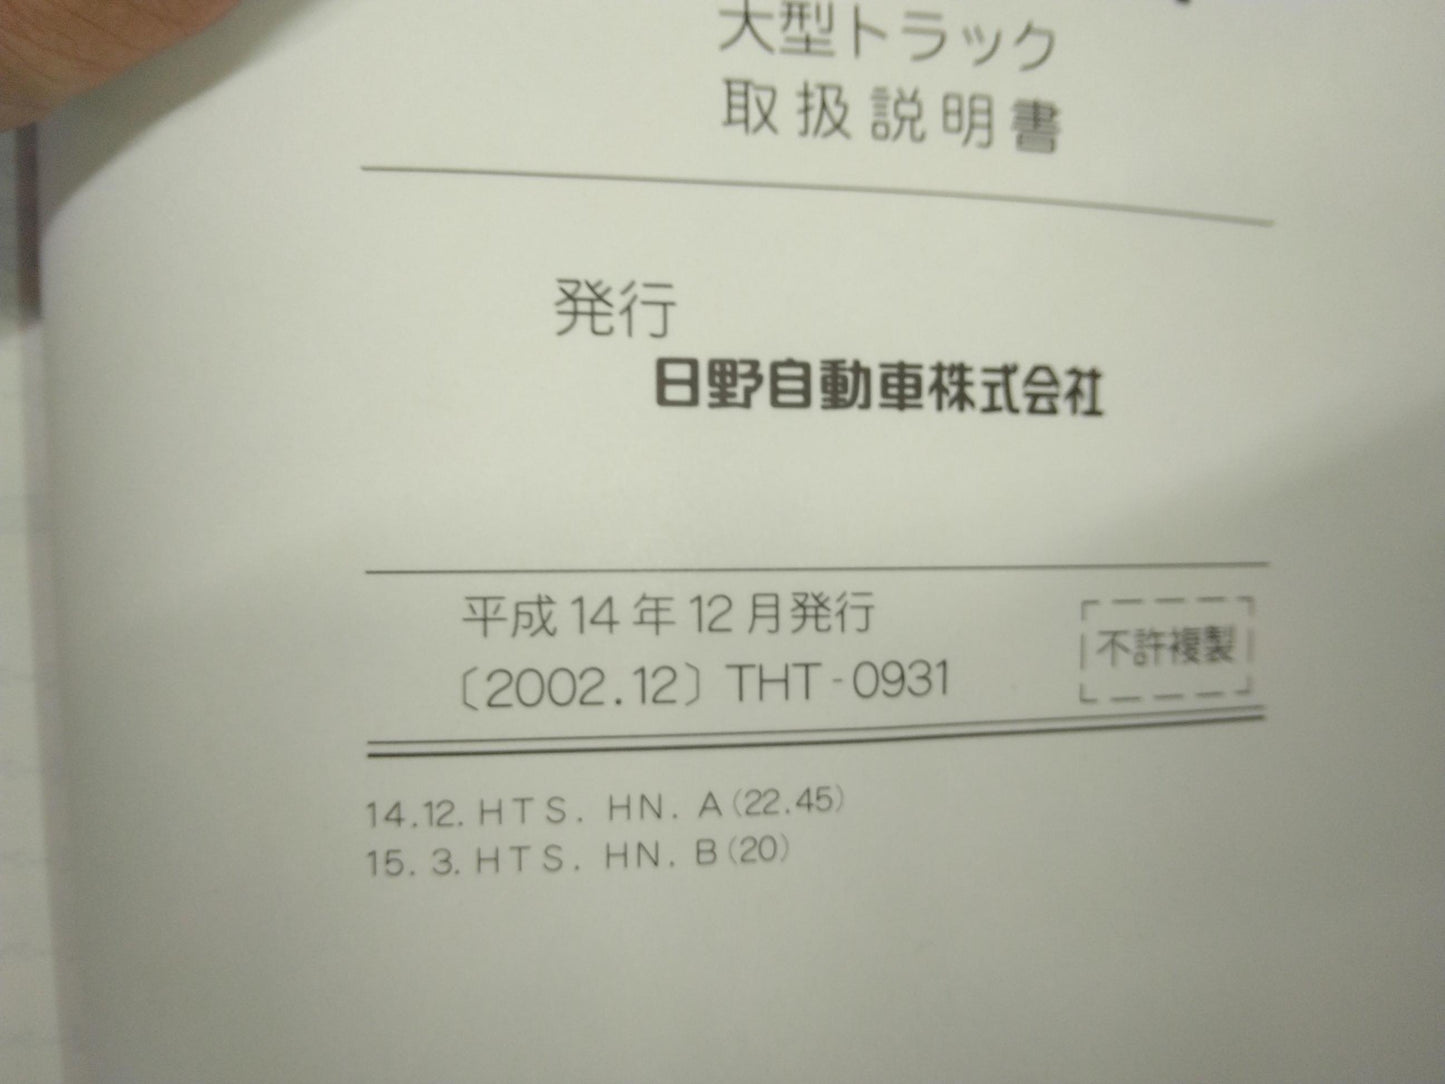 大型トラック
取扱説明書
発行
日野自動車株式会社
平成14年12月発行
〔2002.12〕THT-0931
不許複製
14.12. HTS. HN. A(22.45)
15. 3. HTS. HN. B(20)